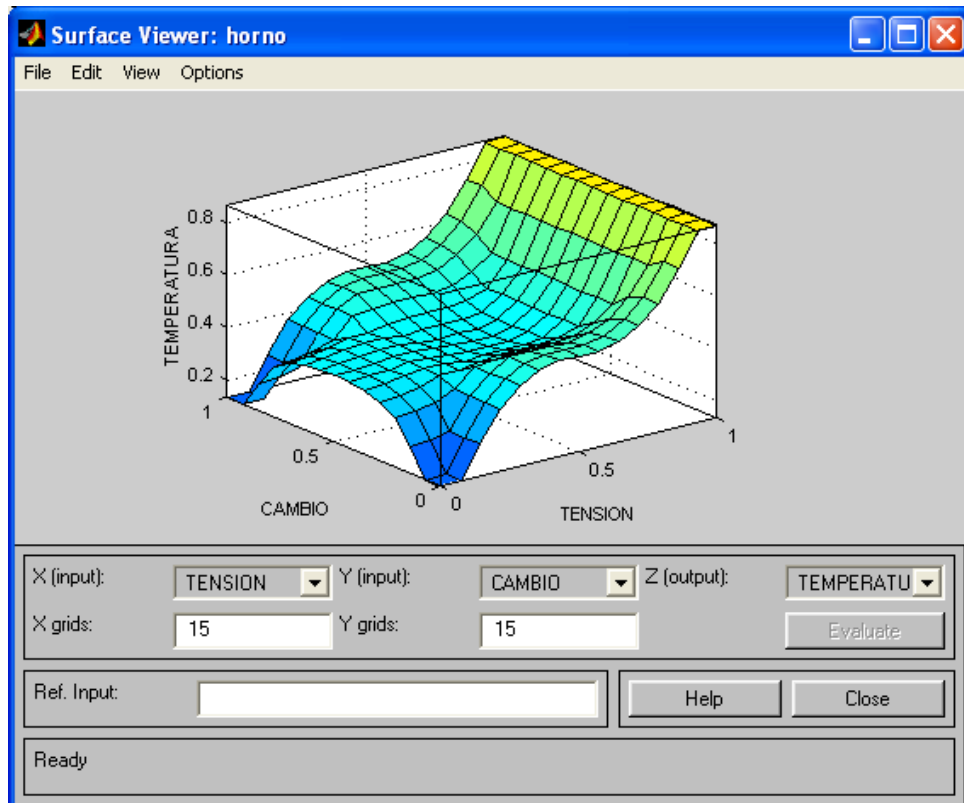 Surface Viewer: horno
File Edit View Options
TEMPERATURA
0.8
0.6
0.4
0.2
1
0.5
0
CAMBIO
0
0.5
1
TENSION
X (input): TENSION Y (input): CAMBIO Z (output): TEMPERATU
X grids: 15 Y grids: 15 Evaluate
Ref. Input: Help Close
Ready